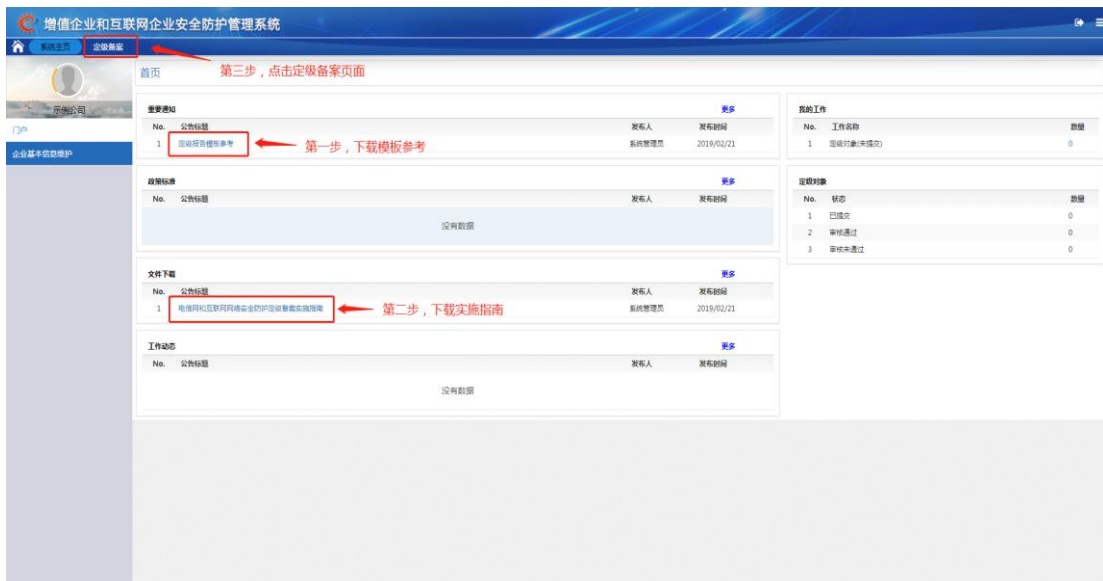 增值企业和互联网企业安全防护管理系统
系统主页 定级备案
首页 第三步，点击定级备案页面
示例公司
门户
企业基本信息维护
重要通知 更多
No. 公告标题 发布人 发布时间
1 定级报告模板参考 系统管理员 2019/02/21
第一步，下载模板参考
政策标准 更多
No. 公告标题 发布人 发布时间
没有数据
文件下载 更多
No. 公告标题 发布人 发布时间
1 电信网和互联网网络安全防护定级备案实施指南 系统管理员 2019/02/21
第二步，下载实施指南
工作动态 更多
No. 公告标题 发布人 发布时间
没有数据
我的工作
No. 工作名称 数量
1 定级对象(未提交) 0
定级对象
No. 状态 数量
1 已提交 0
2 审核通过 0
3 审核未通过 0